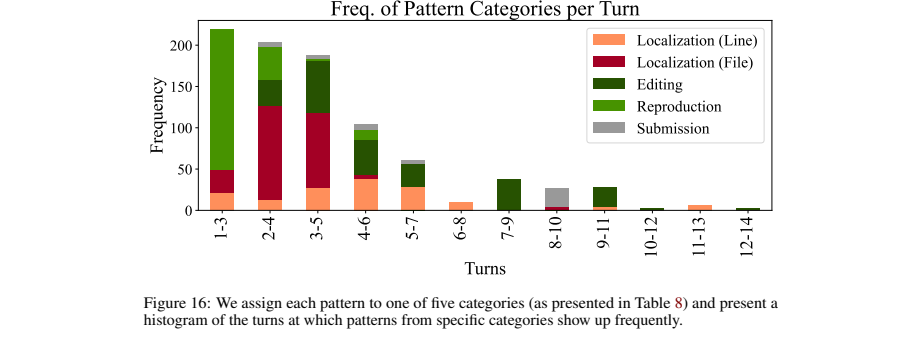 Freq. of Pattern Categories per Turn
Frequency
200
150
100
50
0
Localization (Line)
Localization (File)
Editing
Reproduction
Submission
1-3
2-4
3-5
4-6
5-7
6-8
7-9
8-10
9-11
10-12
11-13
12-14
Turns
Figure 16: We assign each pattern to one of five categories (as presented in Table 8) and present a
histogram of the turns at which patterns from specific categories show up frequently.